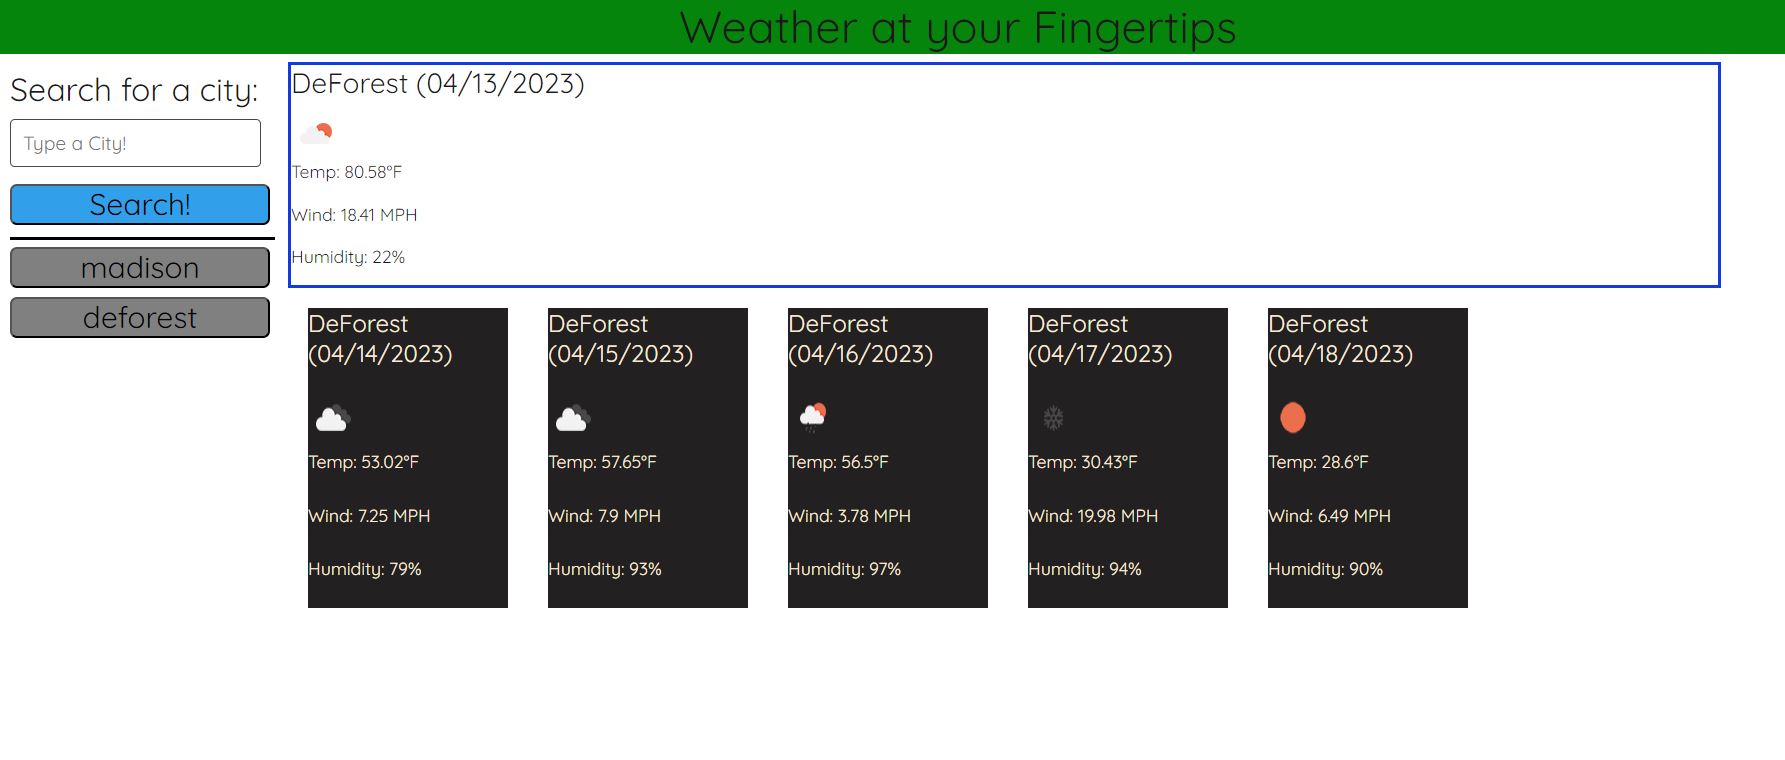 Weather at your Fingertips
Search for a city:
Type a City!
Search!
madison
deforest
DeForest (04/13/2023)
Temp: 80.58°F
Wind: 18.41 MPH
Humidity: 22%
DeForest
(04/14/2023)
Temp: 53.02°F
Wind: 7.25 MPH
Humidity: 79%
DeForest
(04/15/2023)
Temp: 57.65°F
Wind: 7.9 MPH
Humidity: 93%
DeForest
(04/16/2023)
Temp: 56.5°F
Wind: 3.78 MPH
Humidity: 97%
DeForest
(04/17/2023)
Temp: 30.43°F
Wind: 19.98 MPH
Humidity: 94%
DeForest
(04/18/2023)
Temp: 28.6°F
Wind: 6.49 MPH
Humidity: 90%